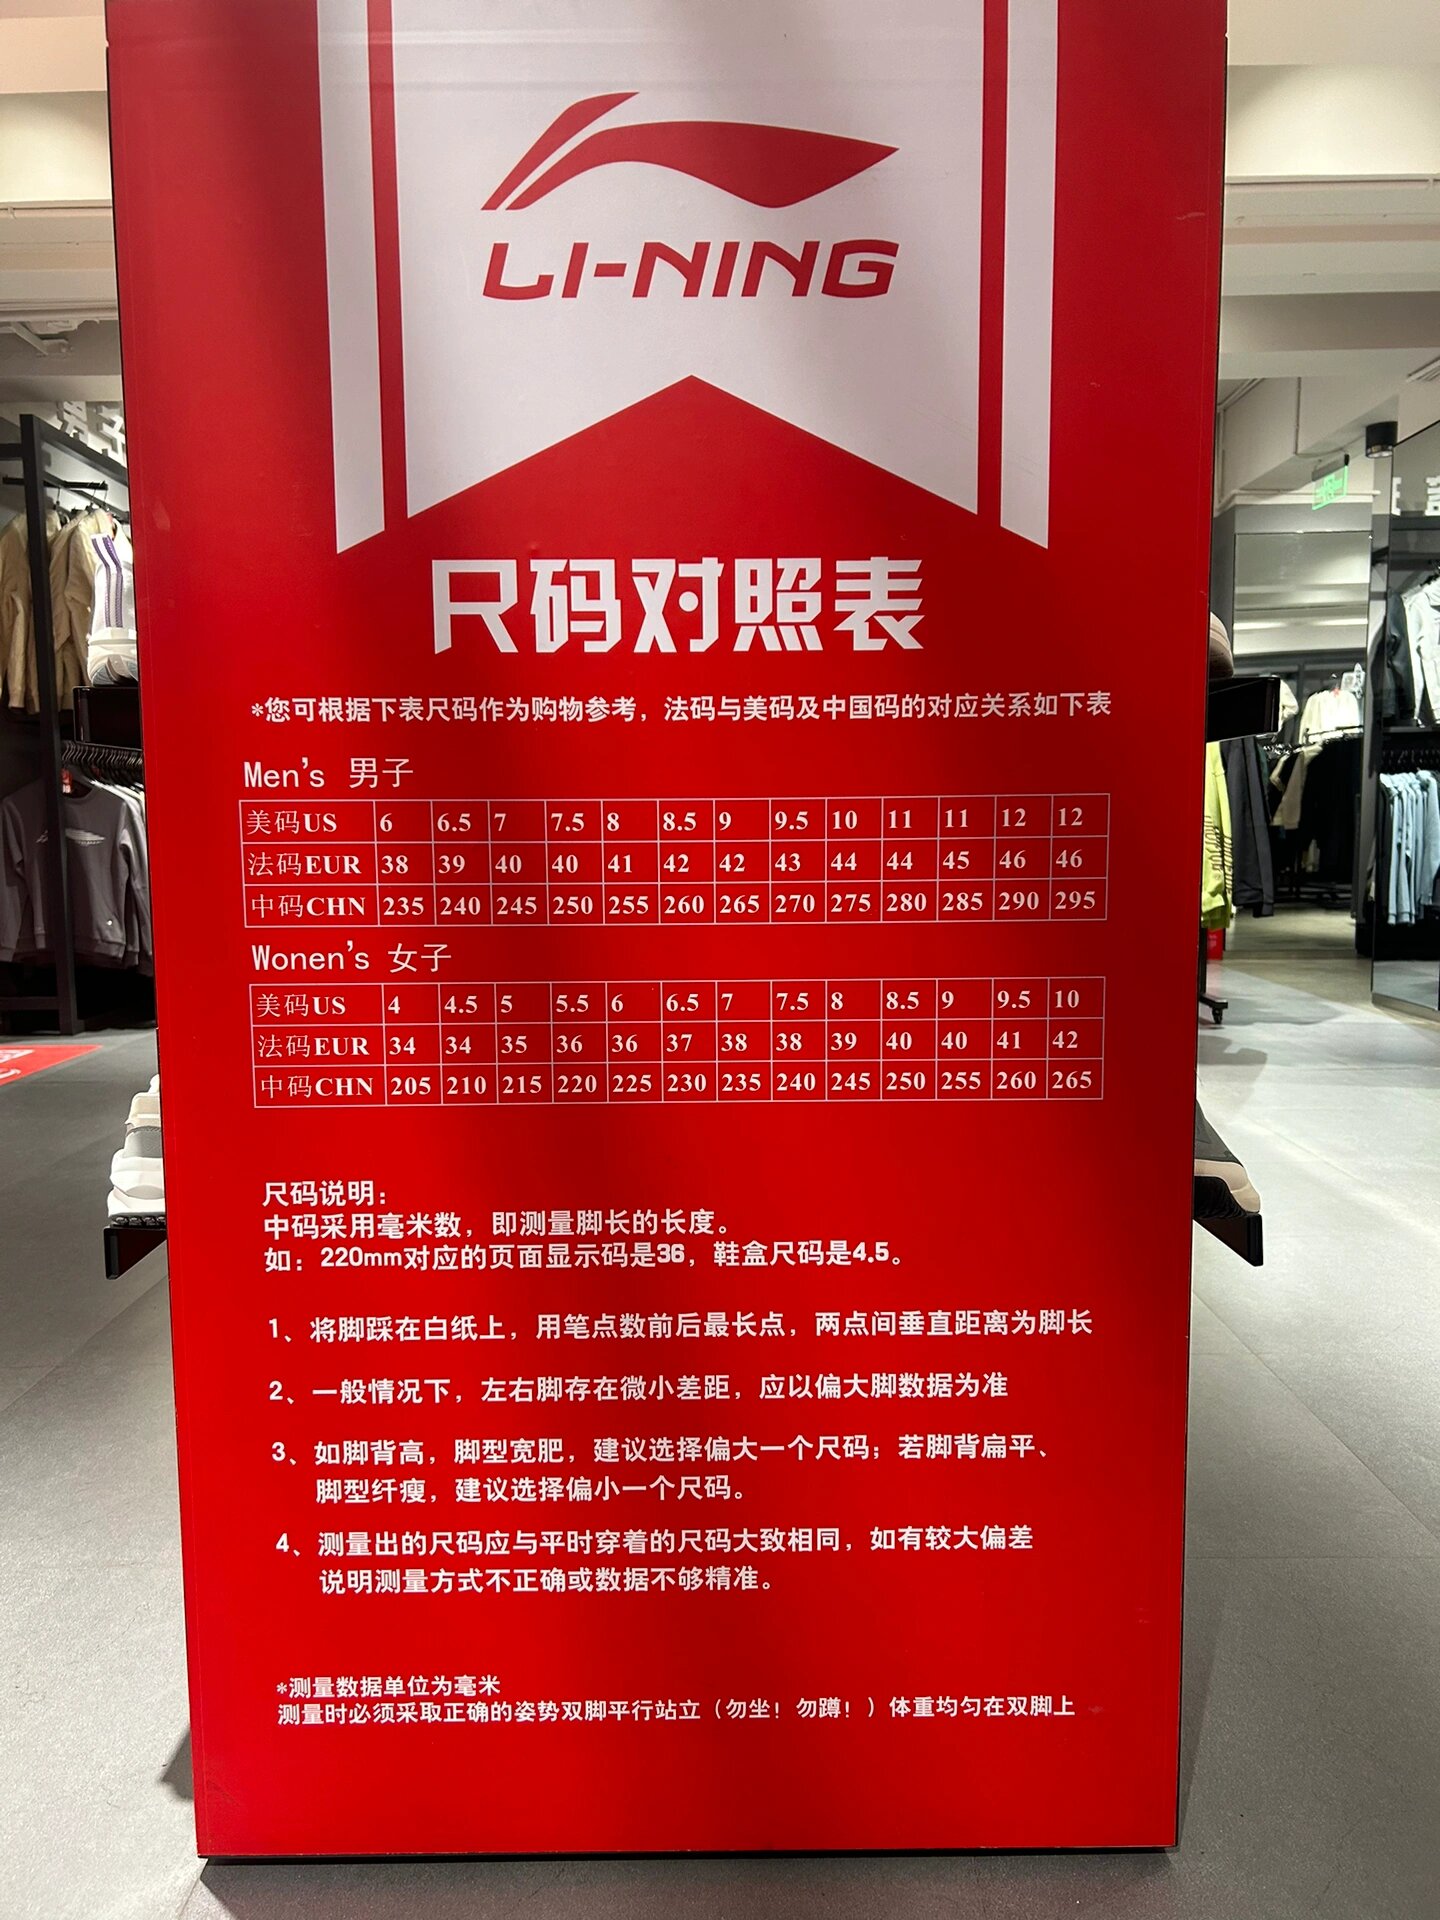 LI-NING
尺码对照表
*您可根据下表尺码作为购物参考，法码与美码及中国码的对应关系如下表
Men's 男子
美码US 6 6.5 7 7.5 8 8.5 9 9.5 10 11 11 12 12
法码EUR 38 39 40 40 41 42 42 43 44 44 45 46 46
中码CHN 235 240 245 250 255 260 265 270 275 280 285 290 295
Wonen's 女子
美码US 4 4.5 5 5.5 6 6.5 7 7.5 8 8.5 9 9.5 10
法码EUR 34 34 35 36 36 37 38 38 39 40 40 41 42
中码CHN 205 210 215 220 225 230 235 240 245 250 255 260 265
尺码说明：
中码采用毫米数，即测量脚长的长度。
如：220mm对应的页面显示码是36，鞋盒尺码是4.5。
1、将脚踩在白纸上，用笔点数前后最长点，两点间垂直距离为脚长
2、一般情况下，左右脚存在微小差距，应以偏大脚数据为准
3、如脚背高，脚型宽肥，建议选择偏大一个尺码；若脚背扁平、
脚型纤瘦，建议选择偏小一个尺码。
4、测量出的尺码应与平时穿着的尺码大致相同，如有较大偏差
说明测量方式不正确或数据不够精准。
*测量数据单位为毫米
测量时必须采取正确的姿势双脚平行站立（勿坐！勿蹲！）体重均匀在双脚上